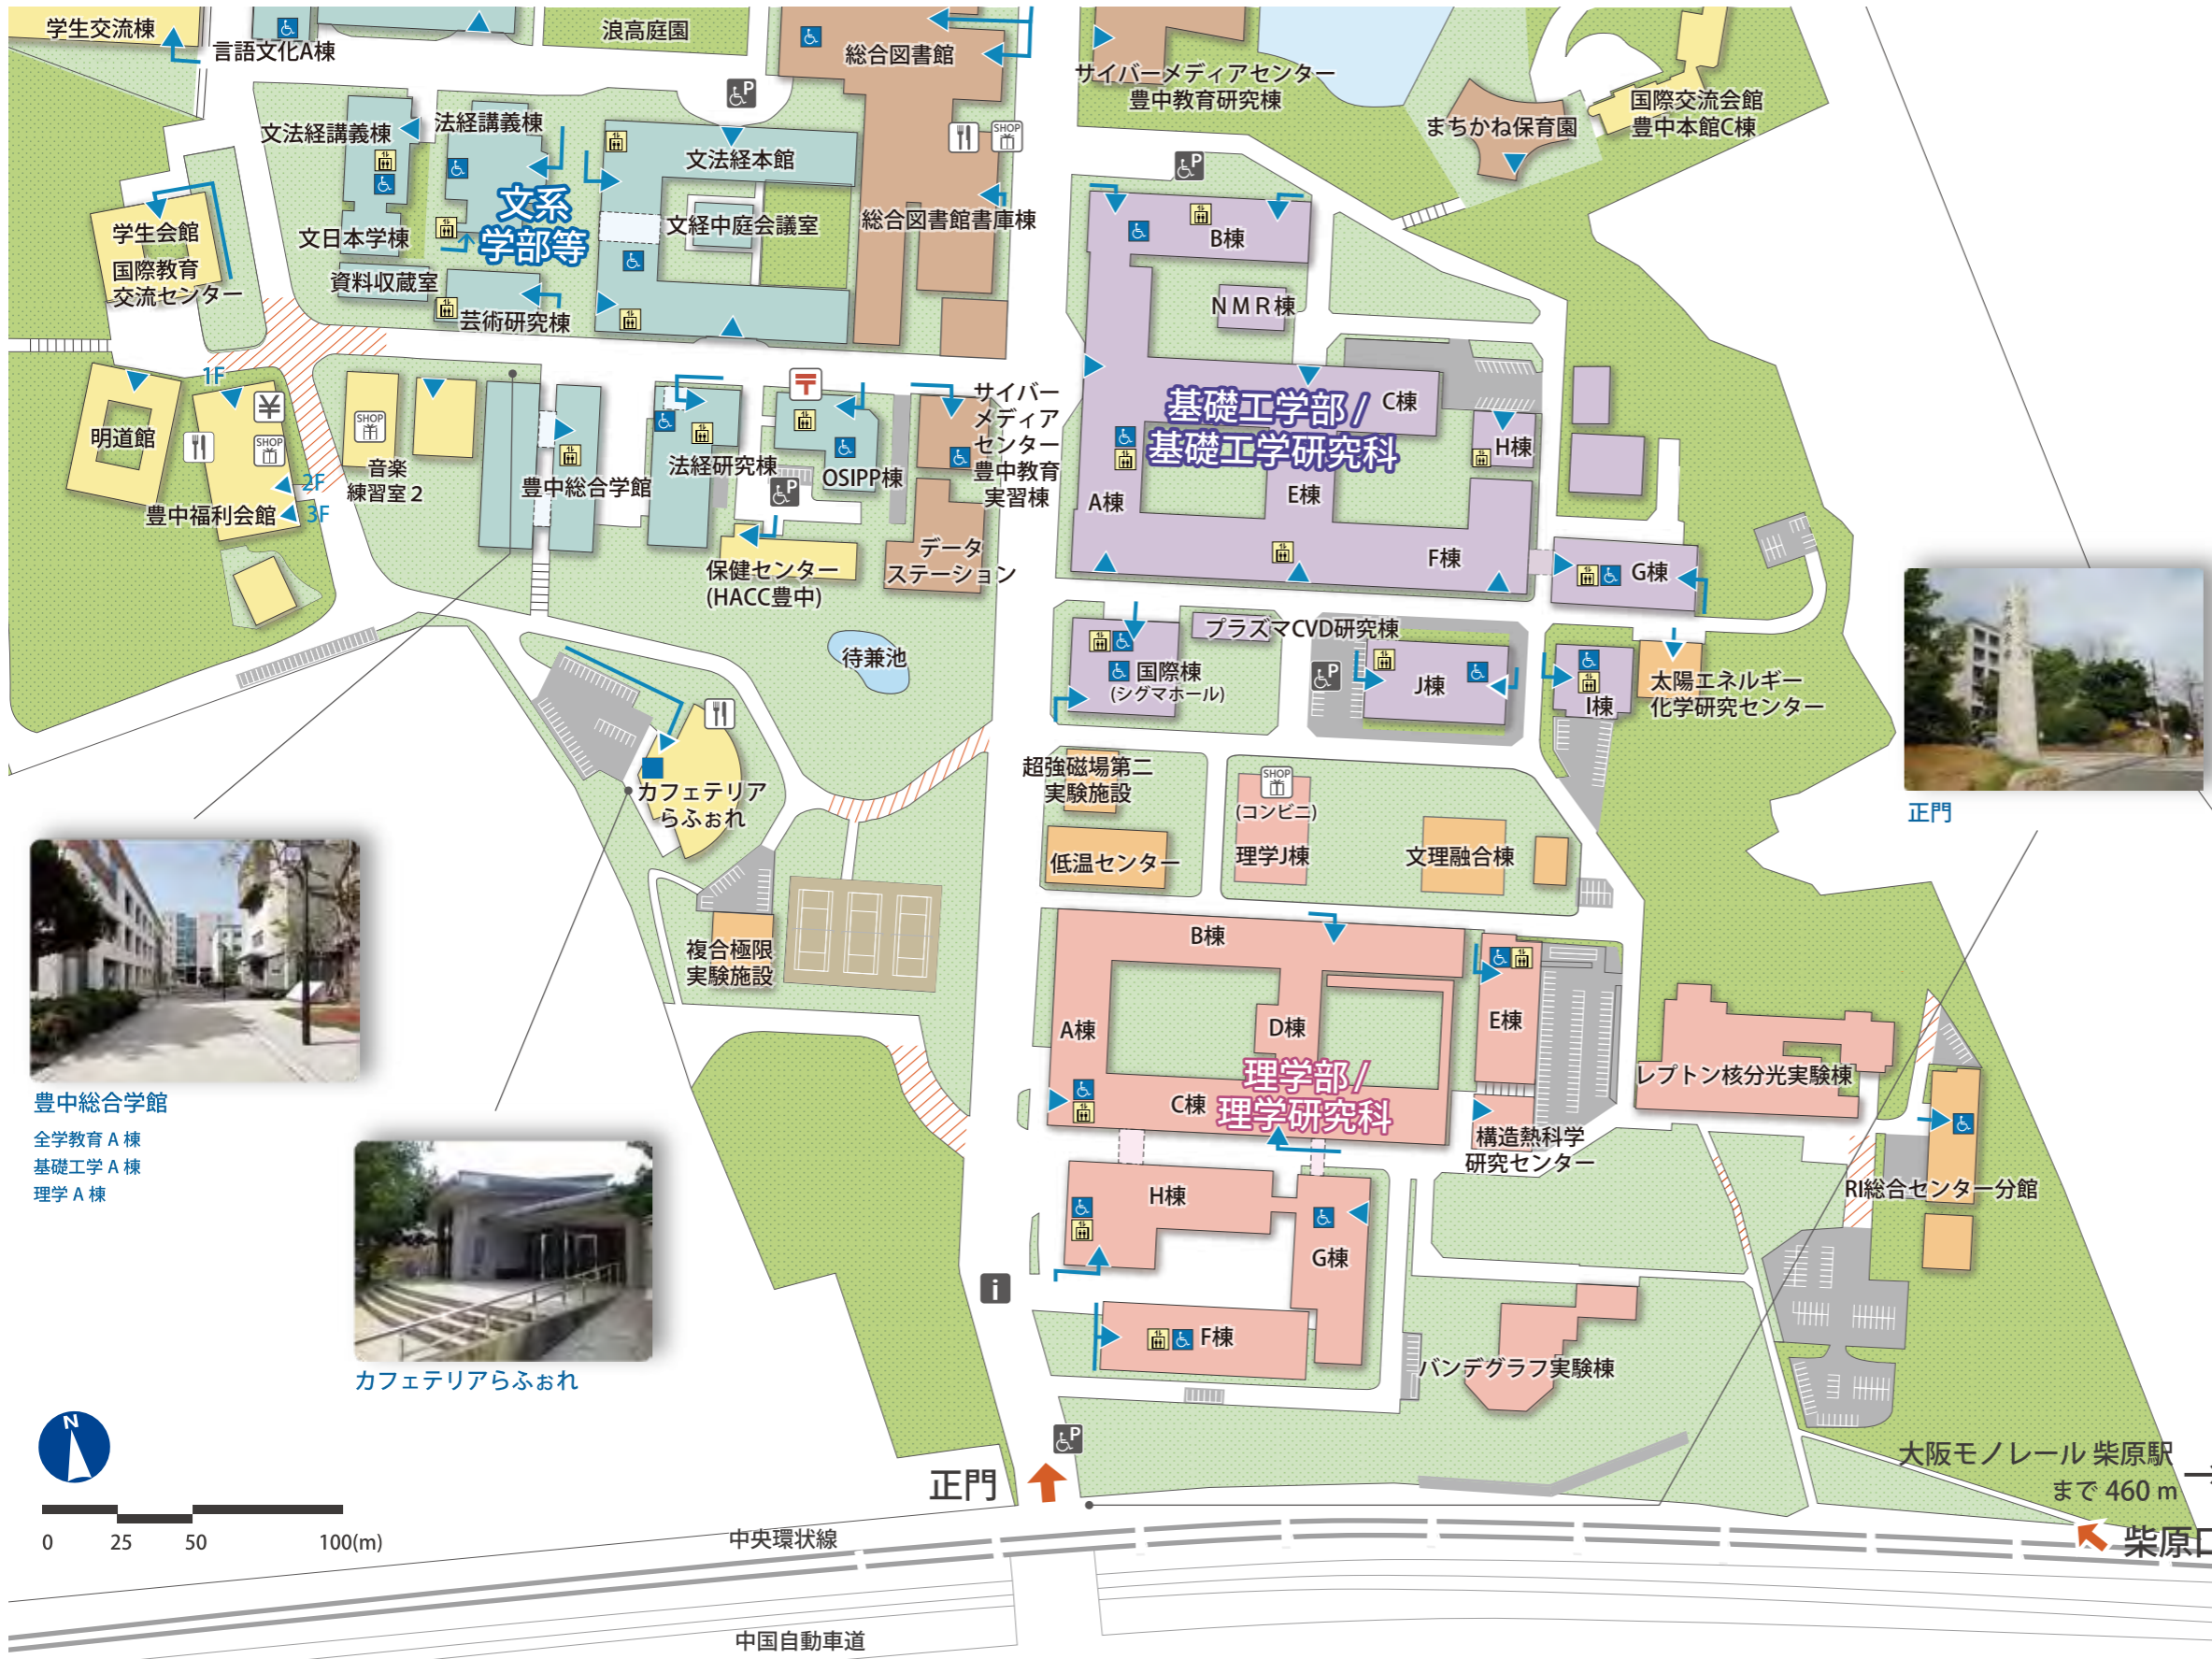 学生交流棟
言語文化A棟
浪高庭園
総合図書館
サイバーメディアセンター
豊中教育研究棟
まちかね保育園
国際交流会館
豊中本館C棟
文法経講義棟
法経講義棟
文法経本館
SHOP
P
P
文系
学部等
文日本学棟
文経中庭会議室
総合図書館書庫棟
学生会館
国際教育
交流センター
資料収蔵室
芸術研究棟
B棟
NMR棟
1F
明道館
SHOP
SHOP
2F
3F
豊中福利会館
音楽
練習室2
豊中総合学館
法経研究棟
P
OSIPP棟
サイバー
メディア
センター
豊中教育
実習棟
データ
ステーション
保健センター
(HACC豊中)
基礎工学部/
基礎工学研究科
C棟
H棟
A棟
E棟
F棟
G棟
待兼池
プラズマCVD研究棟
国際棟
(シグマホール)
P
J棟
I棟
太陽エネルギー
化学研究センター
正門
カフェテリア
らふぉれ
超強磁場第二
実験施設
低温センター
SHOP
(コンビニ)
理学J棟
文理融合棟
複合極限
実験施設
B棟
A棟
D棟
E棟
理学部/
理学研究科
C棟
構造熱科学
研究センター
レプトン核分光実験棟
RI総合センター分館
H棟
G棟
F棟
i
バンデグラフ実験棟
豊中総合学館
全学教育A棟
基礎工学A棟
理学A棟
カフェテリアらふぉれ
N
0 25 50 100(m)
P
正門
大阪モノレール 柴原駅
まで 460 m
柴原口
中央環状線
中国自動車道